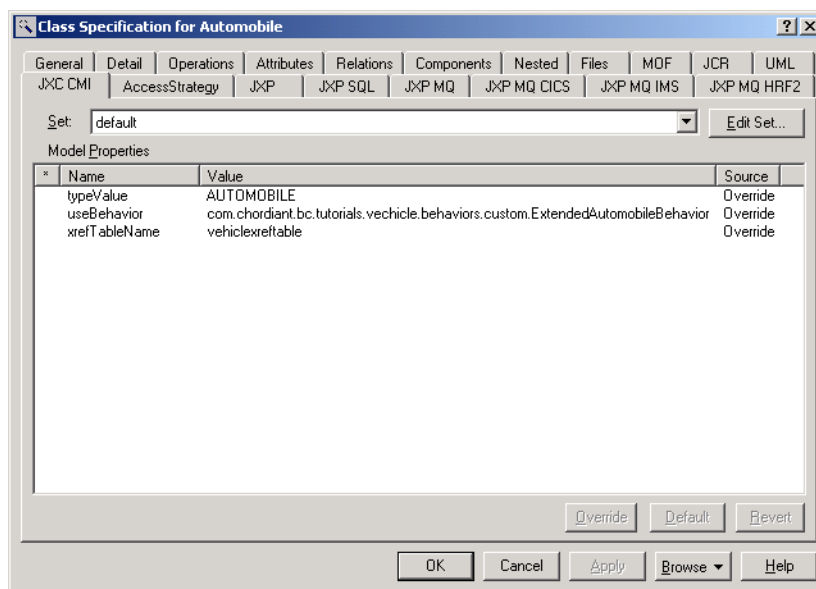 Class Specification for Automobile
General Detail Operations Attributes Relations Components Nested Files MOF JCR UML
JXC CMI AccessStrategy JXP JXP SQL JXP MQ JXP MQ CICS JXP MQ IMS JXP MQ HRF2
Set: default Edit Set...
Model Properties
* Name Value Source
typeValue AUTOMOBILE Override
useBehavior com.chordiant.bc.tutorials.vechicle.behaviors.custom.ExtendedAutomobileBehavior Override
xrefTableName vehiclexreftable Override
Override Default Revert
OK Cancel Apply Browse Help